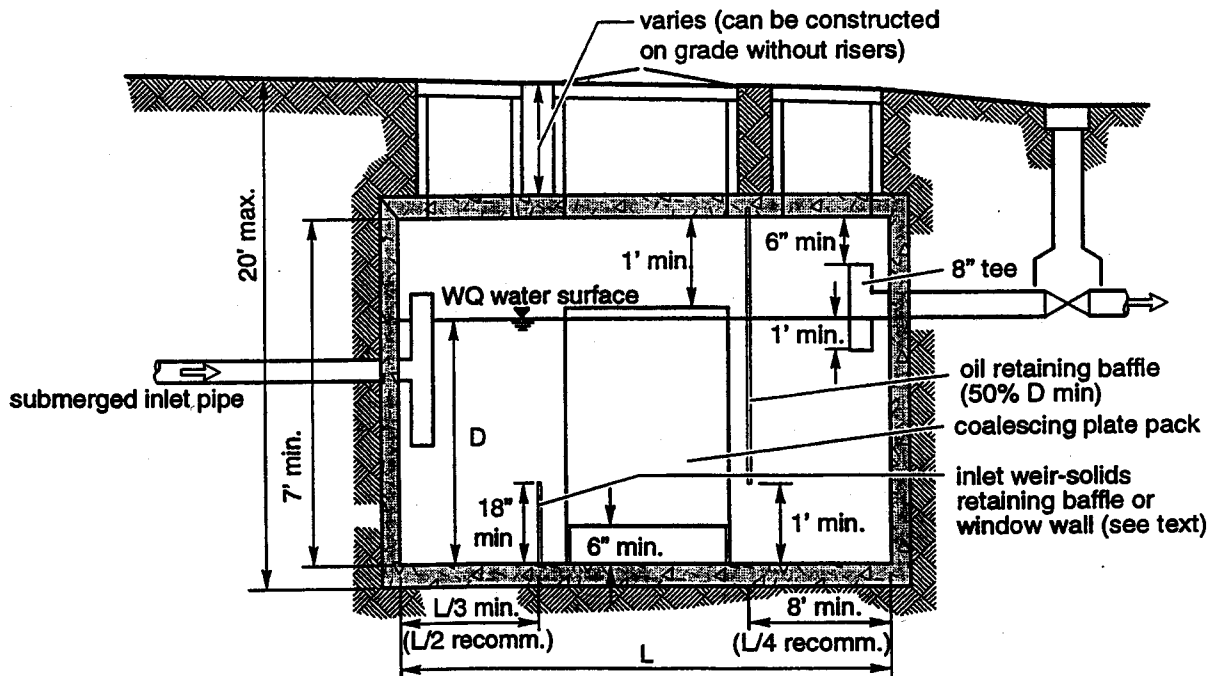 varies (can be constructed
on grade without risers)
20' max.
7' min.
1' min.
6" min
8" tee
WQ water surface
1' min.
submerged inlet pipe
oil retaining baffle
(50% D min)
coalescing plate pack
D
inlet weir-solids
retaining baffle or
window wall (see text)
18"
min
6" min.
1' min.
L/3 min.
(L/2 recomm.)
8' min.
(L/4 recomm.)
L